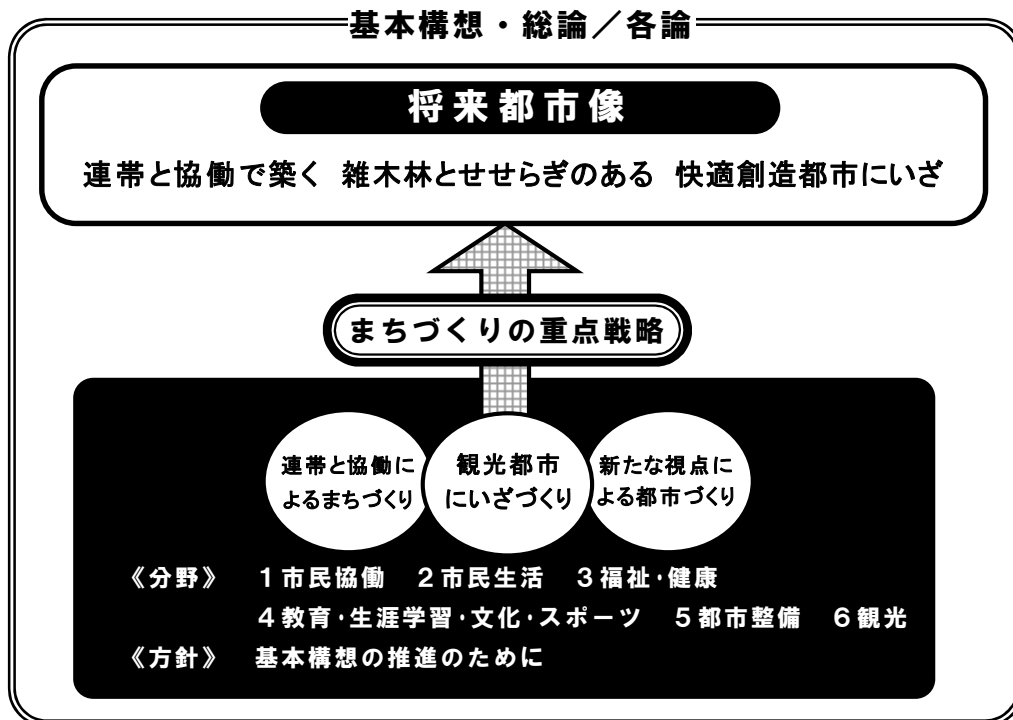 基本構想・総論／各論
将来都市像
連帯と協働で築く 雑木林とせせらぎのある 快適創造都市にいざ
まちづくりの重点戦略
連帯と協働に
よるまちづくり
観光都市
にいざづくり
新たな視点に
よる都市づくり
《分野》 １市民協働 ２市民生活 ３福祉・健康
４教育・生涯学習・文化・スポーツ ５都市整備 ６観光
《方針》 基本構想の推進のために